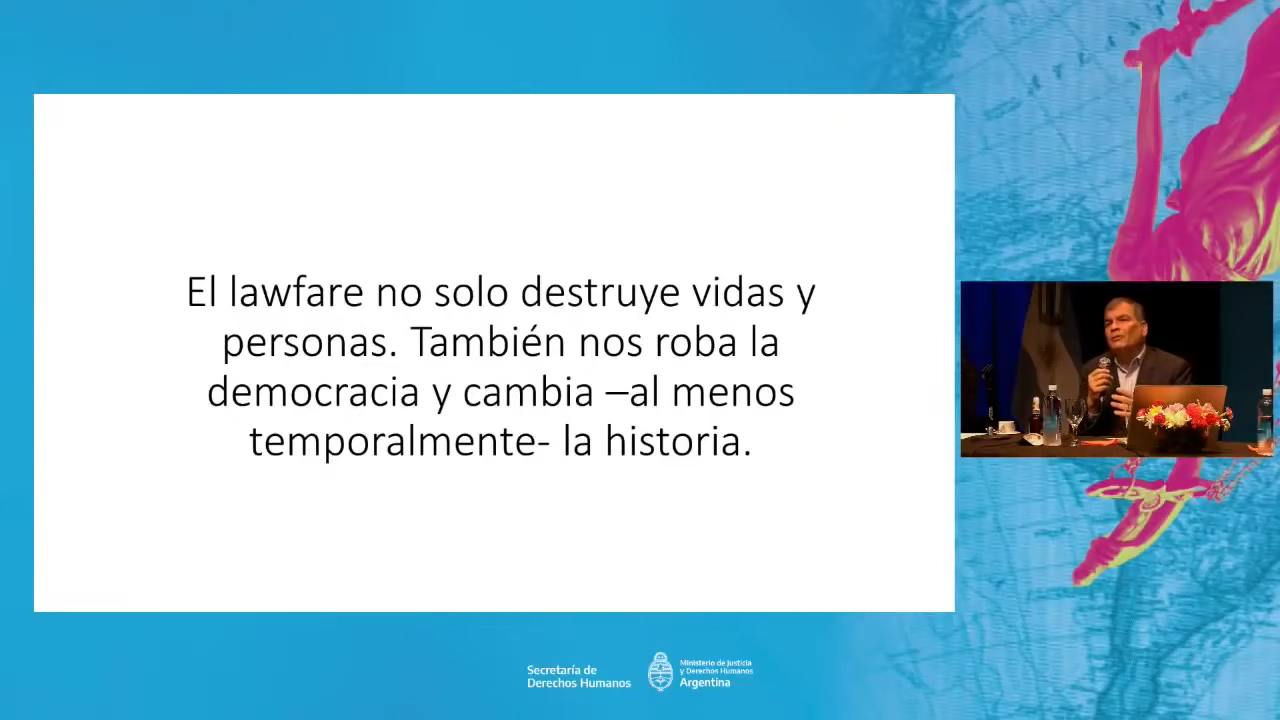 El lawfare no solo destruye vidas y
personas. También nos roba la
democracia y cambia –al menos
temporalmente- la historia.
Secretaría de
Derechos Humanos
Ministerio de Justicia
y Derechos Humanos
Argentina